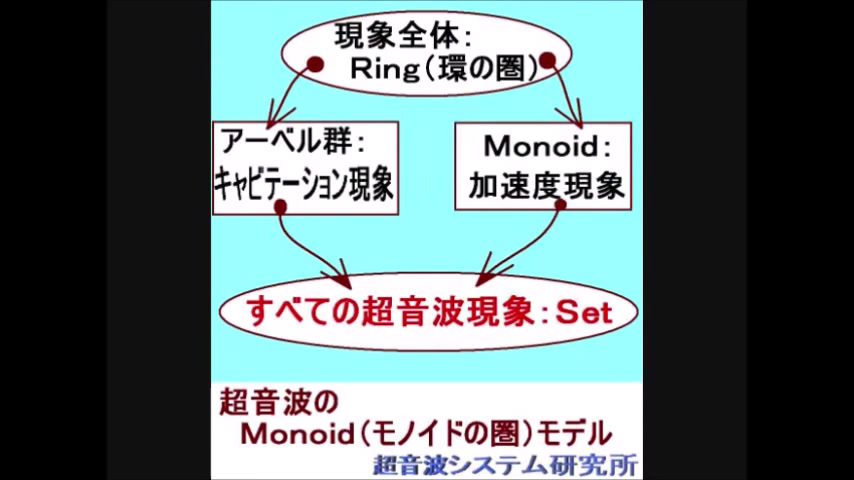 現象全体：
Ring（環の圏）
アーベル群：
キャビテーション現象
Monoid：
加速度現象
すべての超音波現象：Set
超音波の
Monoid（モノイドの圏）モデル
超音波システム研究所